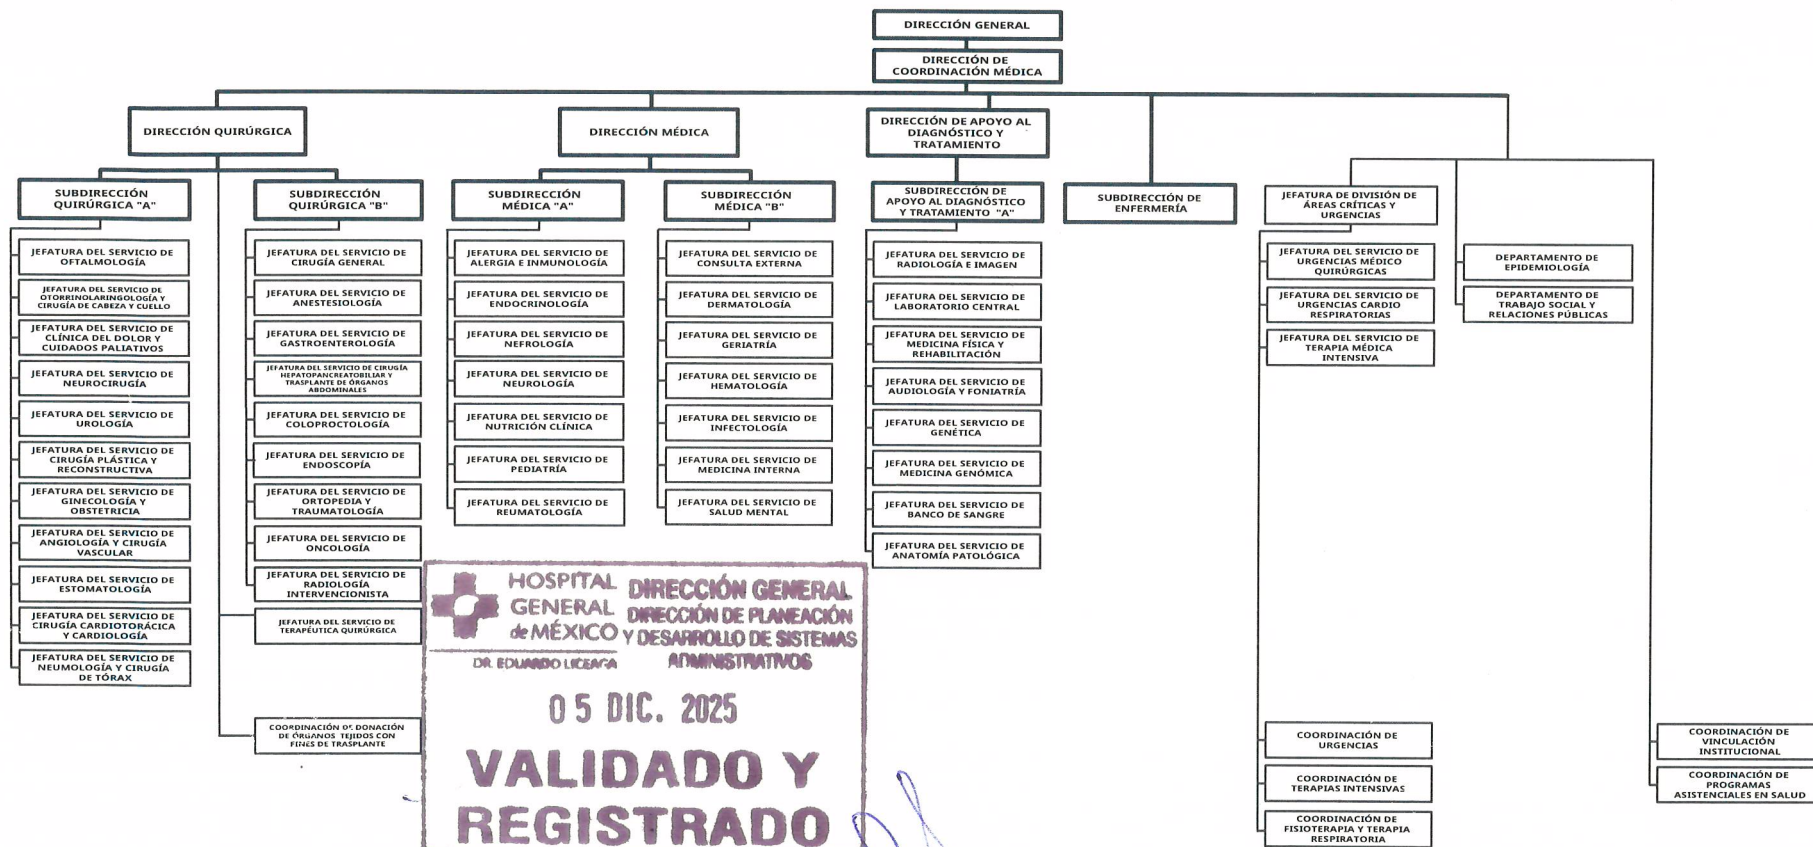 DIRECCIÓN GENERAL
DIRECCIÓN DE
COORDINACIÓN MÉDICA
DIRECCIÓN QUIRÚRGICA
DIRECCIÓN MÉDICA
DIRECCIÓN DE APOYO AL
DIAGNÓSTICO Y
TRATAMIENTO
SUBDIRECCIÓN
QUIRÚRGICA "A"
SUBDIRECCIÓN
QUIRÚRGICA "B"
SUBDIRECCIÓN
MÉDICA "A"
SUBDIRECCIÓN
MÉDICA "B"
SUBDIRECCIÓN DE
APOYO AL DIAGNÓSTICO
Y TRATAMIENTO "A"
SUBDIRECCIÓN DE
ENFERMERÍA
JEFATURA DE DIVISIÓN DE
ÁREAS CRÍTICAS Y
URGENCIAS
JEFATURA DEL SERVICIO DE
OFTALMOLOGÍA
JEFATURA DEL SERVICIO DE
OTORRINOLARINGOLOGÍA Y
CIRUGÍA DE CABEZA Y CUELLO
JEFATURA DEL SERVICIO DE
CLÍNICA DEL DOLOR Y
CUIDADOS PALIATIVOS
JEFATURA DEL SERVICIO DE
NEUROCIRUGÍA
JEFATURA DEL SERVICIO DE
UROLOGÍA
JEFATURA DEL SERVICIO DE
CIRUGÍA PLÁSTICA Y
RECONSTRUCTIVA
JEFATURA DEL SERVICIO DE
GINECOLOGÍA Y
OBSTETRICIA
JEFATURA DEL SERVICIO DE
ANGIOLOGÍA Y CIRUGÍA
VASCULAR
JEFATURA DEL SERVICIO DE
ESTOMATOLOGÍA
JEFATURA DEL SERVICIO DE
CIRUGÍA CARDIOTORÁCICA
Y CARDIOLOGÍA
JEFATURA DEL SERVICIO DE
NEUMOLOGÍA Y CIRUGÍA
DE TÓRAX
JEFATURA DEL SERVICIO DE
CIRUGÍA GENERAL
JEFATURA DEL SERVICIO DE
ANESTESIOLOGÍA
JEFATURA DEL SERVICIO DE
GASTROENTEROLOGÍA
JEFATURA DEL SERVICIO DE CIRUGÍA
HEPATOPANCREATOBILIAR Y
TRASPLANTE DE ÓRGANOS
ABDOMINALES
JEFATURA DEL SERVICIO DE
COLOPROCTOLOGÍA
JEFATURA DEL SERVICIO DE
ENDOSCOPÍA
JEFATURA DEL SERVICIO DE
ORTOPEDIA Y
TRAUMATOLOGÍA
JEFATURA DEL SERVICIO DE
ONCOLOGÍA
JEFATURA DEL SERVICIO DE
RADIOLOGÍA
INTERVENCIONISTA
JEFATURA DEL SERVICIO DE
TERAPÉUTICA QUIRÚRGICA
COORDINACIÓN DE DONACIÓN
DE ÓRGANOS TEJIDOS CON
FINES DE TRASPLANTE
JEFATURA DEL SERVICIO DE
ALERGIA E INMUNOLOGÍA
JEFATURA DEL SERVICIO DE
ENDOCRINOLOGÍA
JEFATURA DEL SERVICIO DE
NEFROLOGÍA
JEFATURA DEL SERVICIO DE
NEUROLOGÍA
JEFATURA DEL SERVICIO DE
NUTRICIÓN CLÍNICA
JEFATURA DEL SERVICIO DE
PEDIATRÍA
JEFATURA DEL SERVICIO DE
REUMATOLOGÍA
JEFATURA DEL SERVICIO DE
CONSULTA EXTERNA
JEFATURA DEL SERVICIO DE
DERMATOLOGÍA
JEFATURA DEL SERVICIO DE
GERIATRÍA
JEFATURA DEL SERVICIO DE
HEMATOLOGÍA
JEFATURA DEL SERVICIO DE
INFECTOLOGÍA
JEFATURA DEL SERVICIO DE
MEDICINA INTERNA
JEFATURA DEL SERVICIO DE
SALUD MENTAL
JEFATURA DEL SERVICIO DE
RADIOLOGÍA E IMAGEN
JEFATURA DEL SERVICIO DE
LABORATORIO CENTRAL
JEFATURA DEL SERVICIO DE
MEDICINA FÍSICA Y
REHABILITACIÓN
JEFATURA DEL SERVICIO DE
AUDIOLOGÍA Y FONIATRÍA
JEFATURA DEL SERVICIO DE
GENÉTICA
JEFATURA DEL SERVICIO DE
MEDICINA GENÓMICA
JEFATURA DEL SERVICIO DE
BANCO DE SANGRE
JEFATURA DEL SERVICIO DE
ANATOMÍA PATOLÓGICA
JEFATURA DEL SERVICIO DE
URGENCIAS MÉDICO
QUIRÚRGICAS
JEFATURA DEL SERVICIO DE
URGENCIAS CARDIO
RESPIRATORIAS
JEFATURA DEL SERVICIO DE
TERAPIA MÉDICA
INTENSIVA
COORDINACIÓN DE
URGENCIAS
COORDINACIÓN DE
TERAPIAS INTENSIVAS
COORDINACIÓN DE
FISIOTERAPIA Y TERAPIA
RESPIRATORIA
DEPARTAMENTO DE
EPIDEMIOLOGÍA
DEPARTAMENTO DE
TRABAJO SOCIAL Y
RELACIONES PÚBLICAS
COORDINACIÓN DE
VINCULACIÓN
INSTITUCIONAL
COORDINACIÓN DE
PROGRAMAS
ASISTENCIALES EN SALUD
HOSPITAL
GENERAL
de MÉXICO
DR. EDUARDO LICEAGA
DIRECCIÓN GENERAL
DIRECCIÓN DE PLANEACIÓN
Y DESARROLLO DE SISTEMAS
ADMINISTRATIVOS
05 DIC. 2025
VALIDADO Y
REGISTRADO